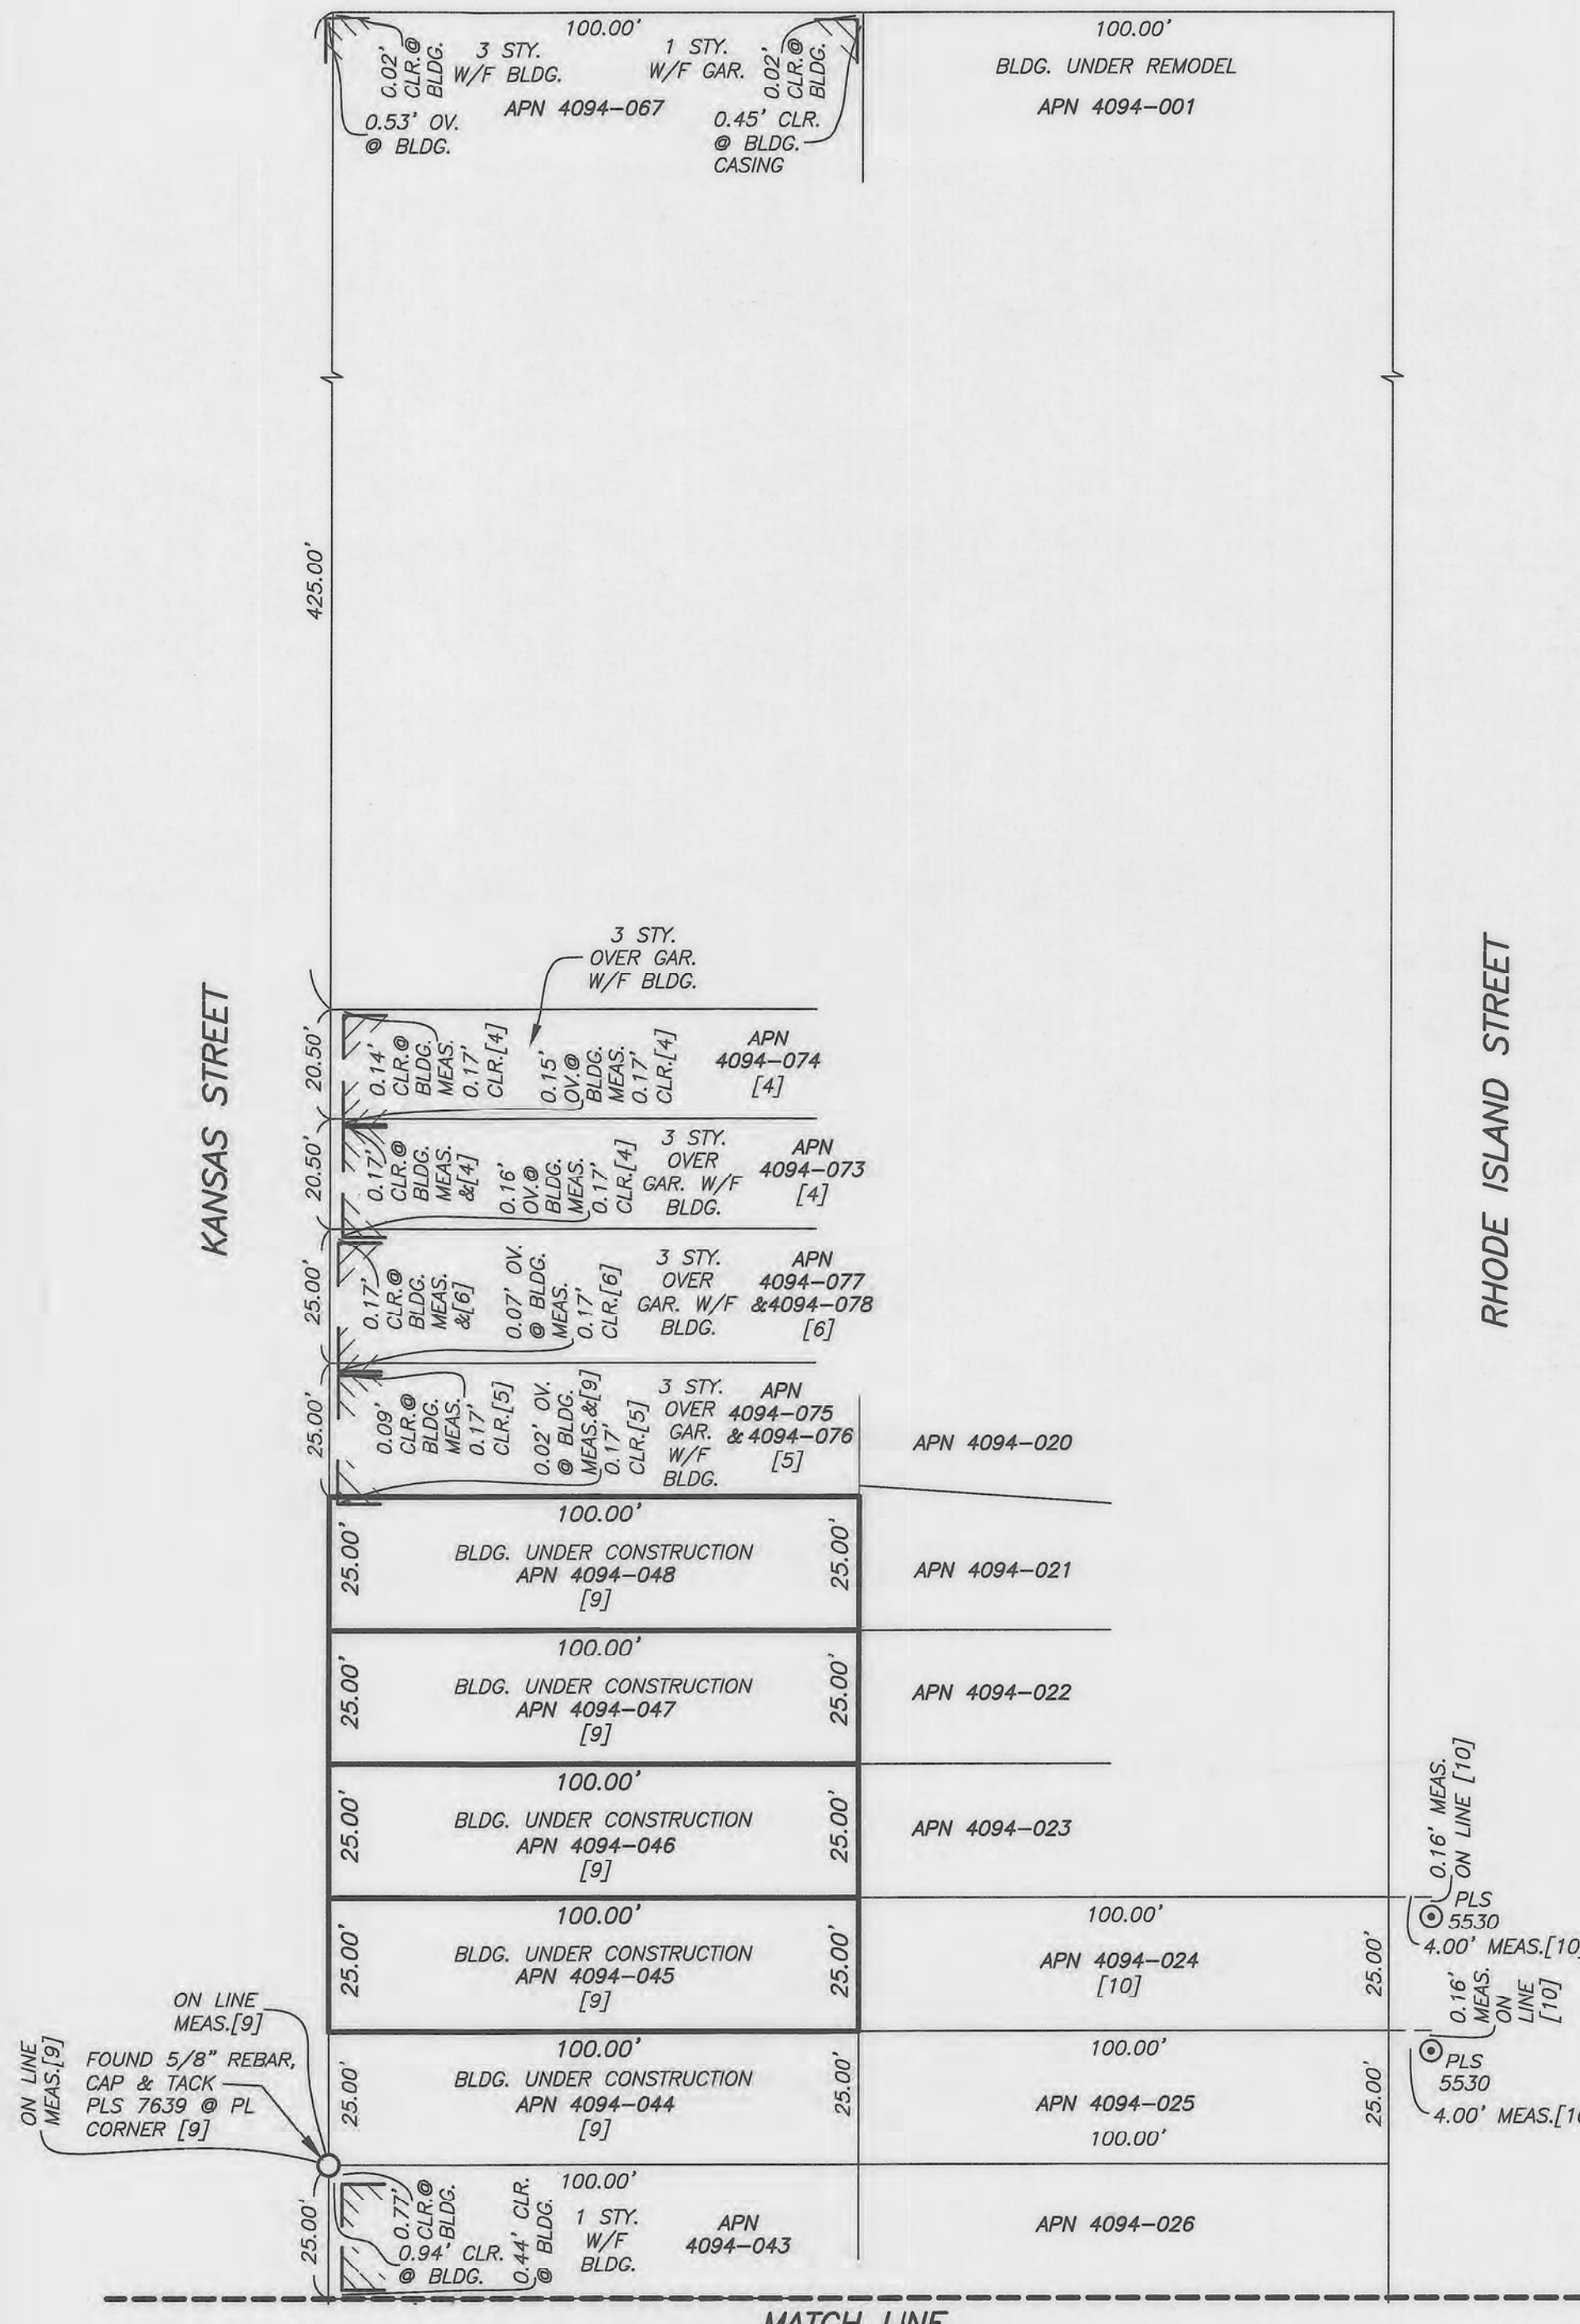 100.00'
3 STY.
W/F BLDG.
1 STY.
W/F GAR.
0.02'
CLR.@
BLDG.
0.02'
CLR.@
BLDG.
APN 4094-067
0.53' OV.
@ BLDG.
0.45' CLR.
@ BLDG.
CASING
100.00'
BLDG. UNDER REMODEL
APN 4094-001
425.00'
KANSAS STREET
RHODE ISLAND STREET
3 STY.
OVER GAR.
W/F BLDG.
20.50'
0.14'
CLR.@
BLDG.
MEAS.
0.17'
CLR.[4]
0.15'
OV.@
BLDG.
MEAS.
0.17'
CLR.[4]
APN
4094-074
[4]
20.50'
0.17'
CLR.@
BLDG.
MEAS.
&[4]
0.16'
OV.@
BLDG.
MEAS.
0.17'
CLR.[4]
3 STY.
OVER
GAR. W/F
BLDG.
APN
4094-073
[4]
25.00'
0.17'
CLR.@
BLDG.
MEAS.
&[6]
0.07' OV.
@ BLDG.
MEAS.
0.17'
CLR.[6]
3 STY.
OVER
GAR. W/F
BLDG.
APN
4094-077
&4094-078
[6]
25.00'
0.09'
CLR.@
BLDG.
MEAS.
0.17'
CLR.[5]
0.02' OV.
@ BLDG.
MEAS.&[9]
0.17'
CLR.[5]
3 STY.
OVER
GAR.
W/F
BLDG.
APN
4094-075
& 4094-076
[5]
APN 4094-020
100.00'
25.00'
BLDG. UNDER CONSTRUCTION
APN 4094-048
[9]
25.00'
APN 4094-021
100.00'
25.00'
BLDG. UNDER CONSTRUCTION
APN 4094-047
[9]
25.00'
APN 4094-022
100.00'
25.00'
BLDG. UNDER CONSTRUCTION
APN 4094-046
[9]
25.00'
APN 4094-023
0.16' MEAS.
ON LINE [10]
PLS
5530
4.00' MEAS.[10
100.00'
25.00'
BLDG. UNDER CONSTRUCTION
APN 4094-045
[9]
25.00'
100.00'
APN 4094-024
[10]
25.00'
0.16'
MEAS.
ON
LINE
[10]
PLS
5530
4.00' MEAS.[10
ON LINE
MEAS.[9]
ON LINE
MEAS.[9]
FOUND 5/8" REBAR,
CAP & TACK
PLS 7639 @ PL
CORNER [9]
100.00'
25.00'
BLDG. UNDER CONSTRUCTION
APN 4094-044
[9]
25.00'
100.00'
APN 4094-025
100.00'
25.00'
25.00'
0.77'
CLR.@
BLDG.
0.94' CLR.
@ BLDG.
0.44' CLR.
@ BLDG.
100.00'
1 STY.
W/F
BLDG.
APN
4094-043
APN 4094-026
MATCH LINE